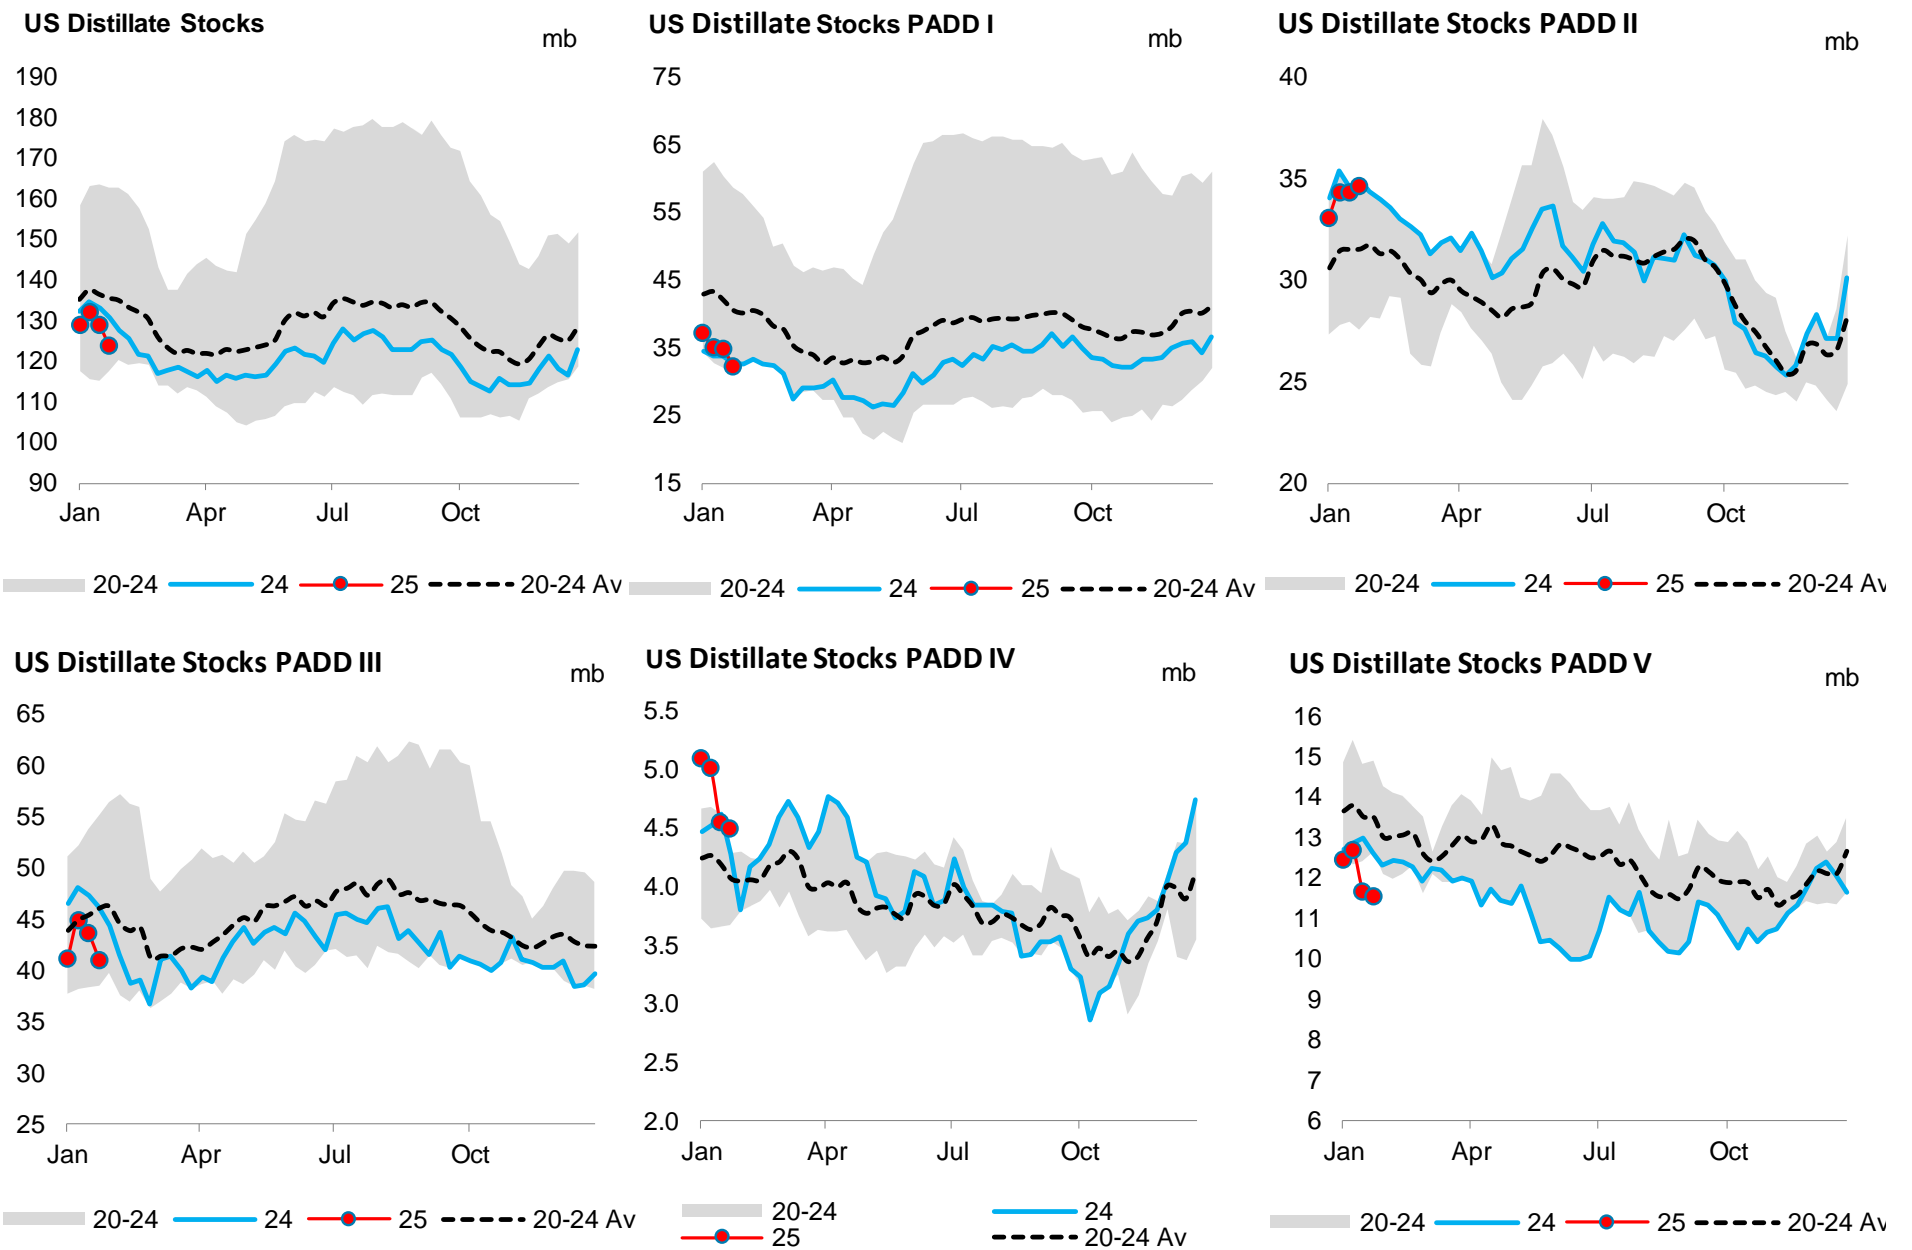 US Distillate Stocks
mb
190
180
170
160
150
140
130
120
110
100
90
Jan Apr Jul Oct
20-24 24 25 20-24 Av
US Distillate Stocks PADD I
mb
75
65
55
45
35
25
15
Jan Apr Jul Oct
20-24 24 25 20-24 Av
US Distillate Stocks PADD II
mb
40
35
30
25
20
Jan Apr Jul Oct
20-24 24 25 20-24 Av
US Distillate Stocks PADD III
mb
65
60
55
50
45
40
35
30
25
Jan Apr Jul Oct
20-24 24 25 20-24 Av
US Distillate Stocks PADD IV
mb
5.5
5.0
4.5
4.0
3.5
3.0
2.5
2.0
Jan Apr Jul Oct
20-24 24
25 20-24 Av
US Distillate Stocks PADD V
mb
16
15
14
13
12
11
10
9
8
7
6
Jan Apr Jul Oct
20-24 24 25 20-24 Av